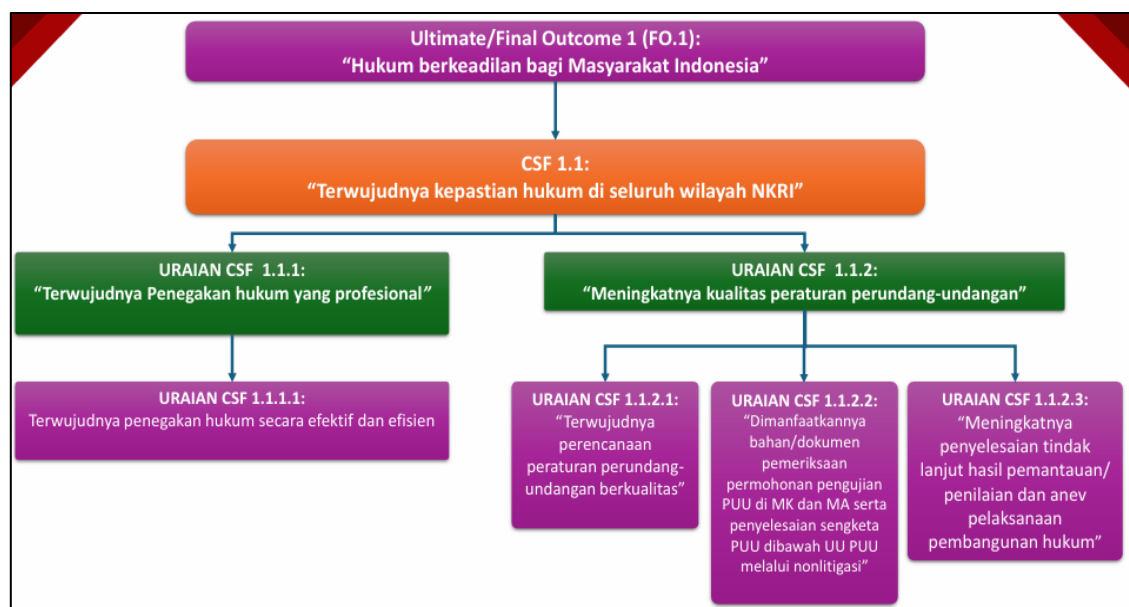 Ultimate/Final Outcome 1 (FO.1):
“Hukum berkeadilan bagi Masyarakat Indonesia”
CSF 1.1:
“Terwujudnya kepastian hukum di seluruh wilayah NKRI”
URAIAN CSF 1.1.1:
“Terwujudnya Penegakan hukum yang profesional”
URAIAN CSF 1.1.2:
“Meningkatnya kualitas peraturan perundang-undangan”
URAIAN CSF 1.1.1.1:
Terwujudnya penegakan hukum secara efektif dan efisien
URAIAN CSF 1.1.2.1:
“Terwujudnya
perencanaan
peraturan perundang-
undangan berkualitas”
URAIAN CSF 1.1.2.2:
“Dimanfaatkannya
bahan/dokumen
pemeriksaan
permohonan pengujian
PUU di MK dan MA serta
penyelesaian sengketa
PUU dibawah UU PUU
melalui nonlitigasi”
URAIAN CSF 1.1.2.3:
“Meningkatnya
penyelesaian tindak
lanjut hasil pemantauan/
penilaian dan anev
pelaksanaan
pembangunan hukum”